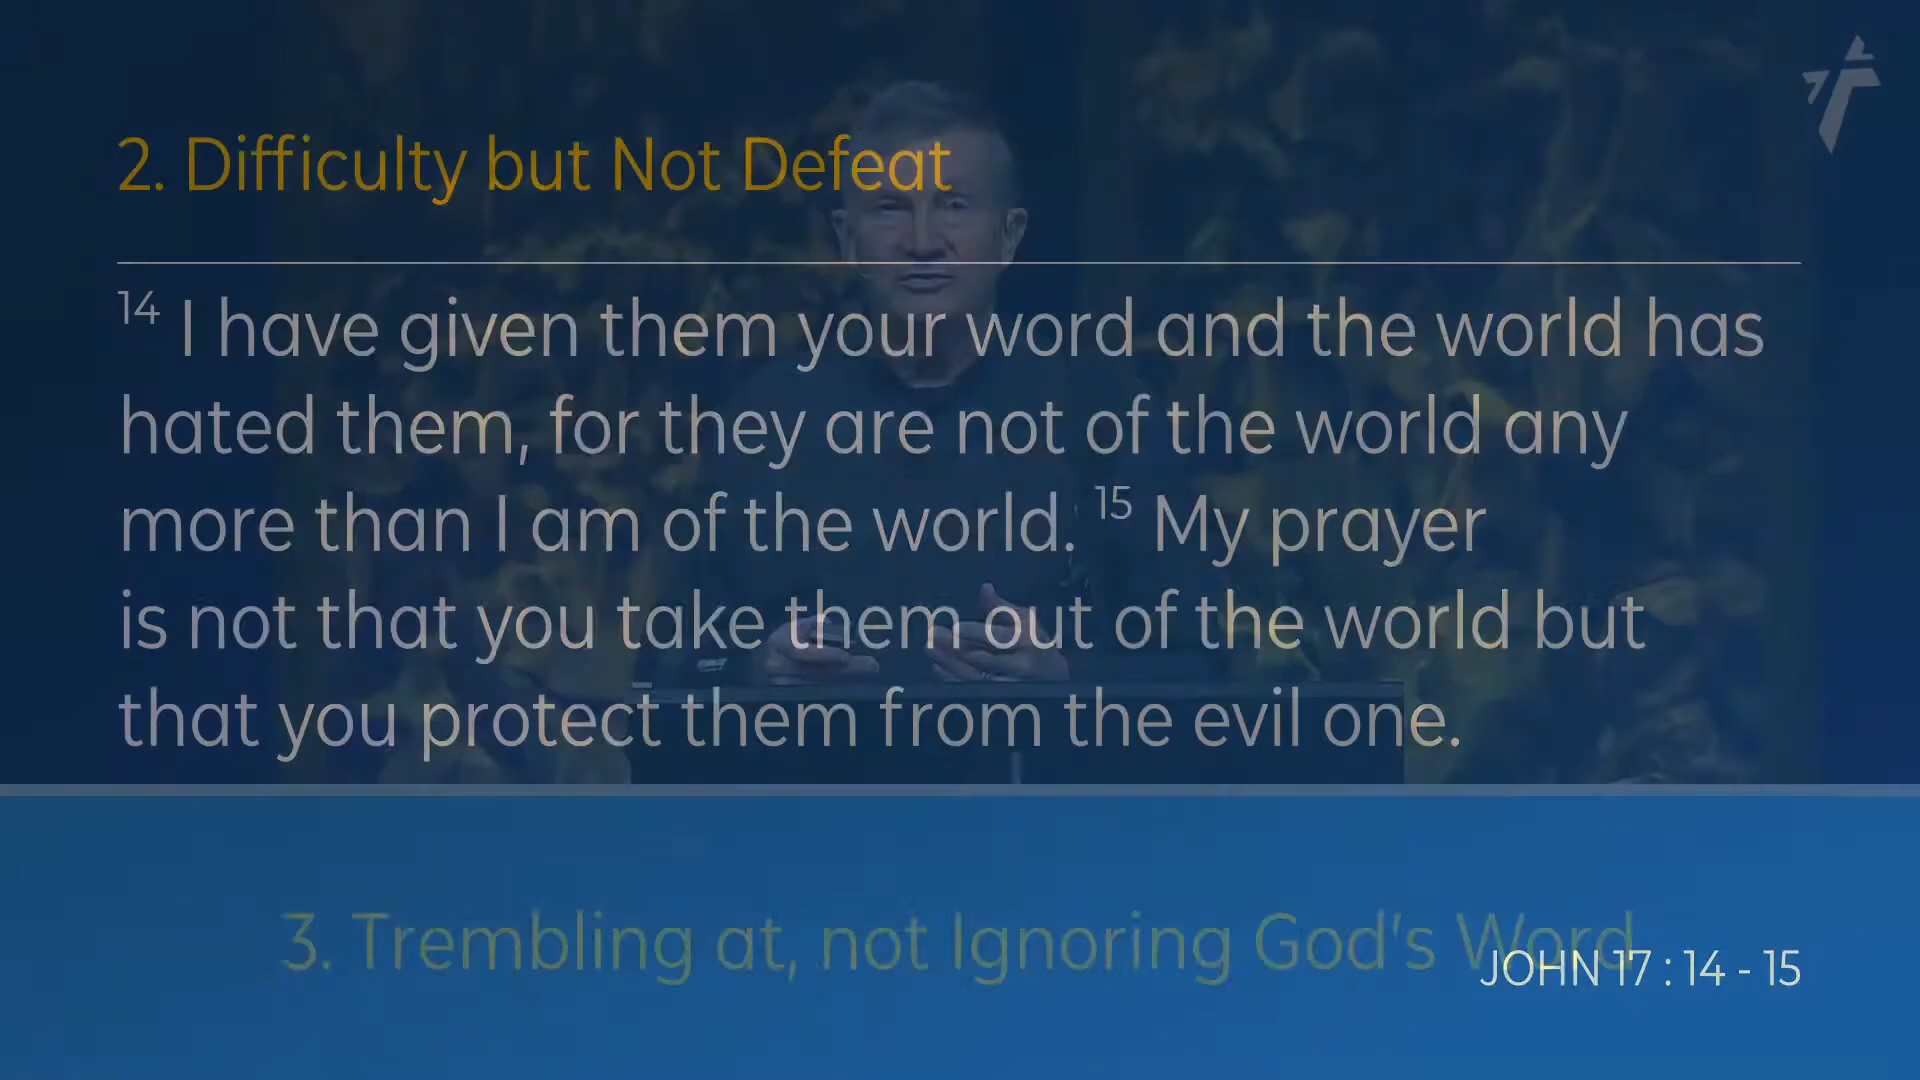 2. Difficulty but Not Defeat
14 I have given them your word and the world has
hated them, for they are not of the world any
more than I am of the world. 15 My prayer
is not that you take them out of the world but
that you protect them from the evil one.
3. Trembling at, not Ignoring God's Word
JOHN 17 : 14 - 15